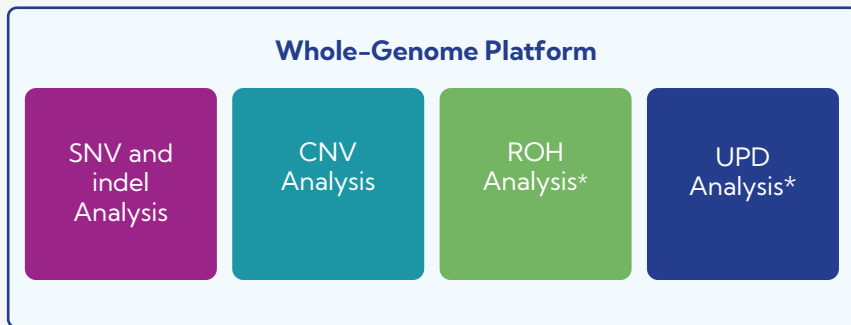 Whole-Genome Platform
SNV and
indel
Analysis
CNV
Analysis
ROH
Analysis*
UPD
Analysis*